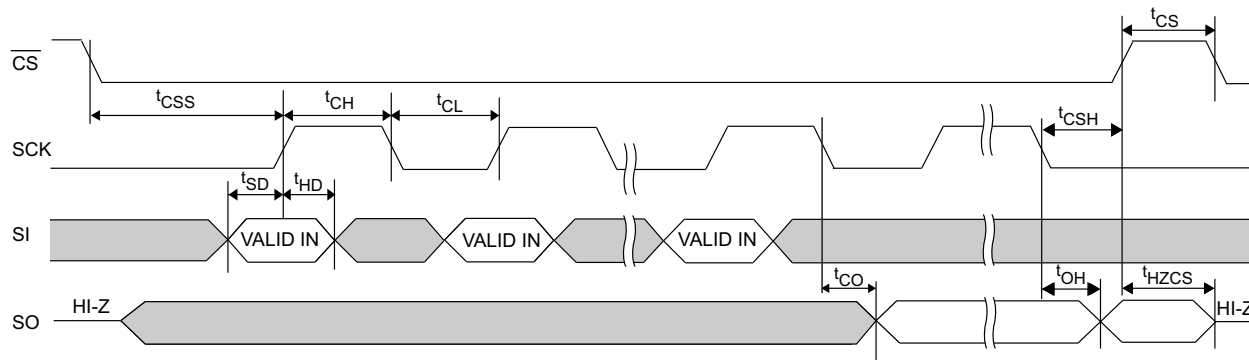 tCS
CS
tCSS
tCH
tCL
tCSH
SCK
tSD
tHD
SI
VALID IN
VALID IN
VALID IN
tCO
tOH
tHZCS
HI-Z
HI-Z
SO